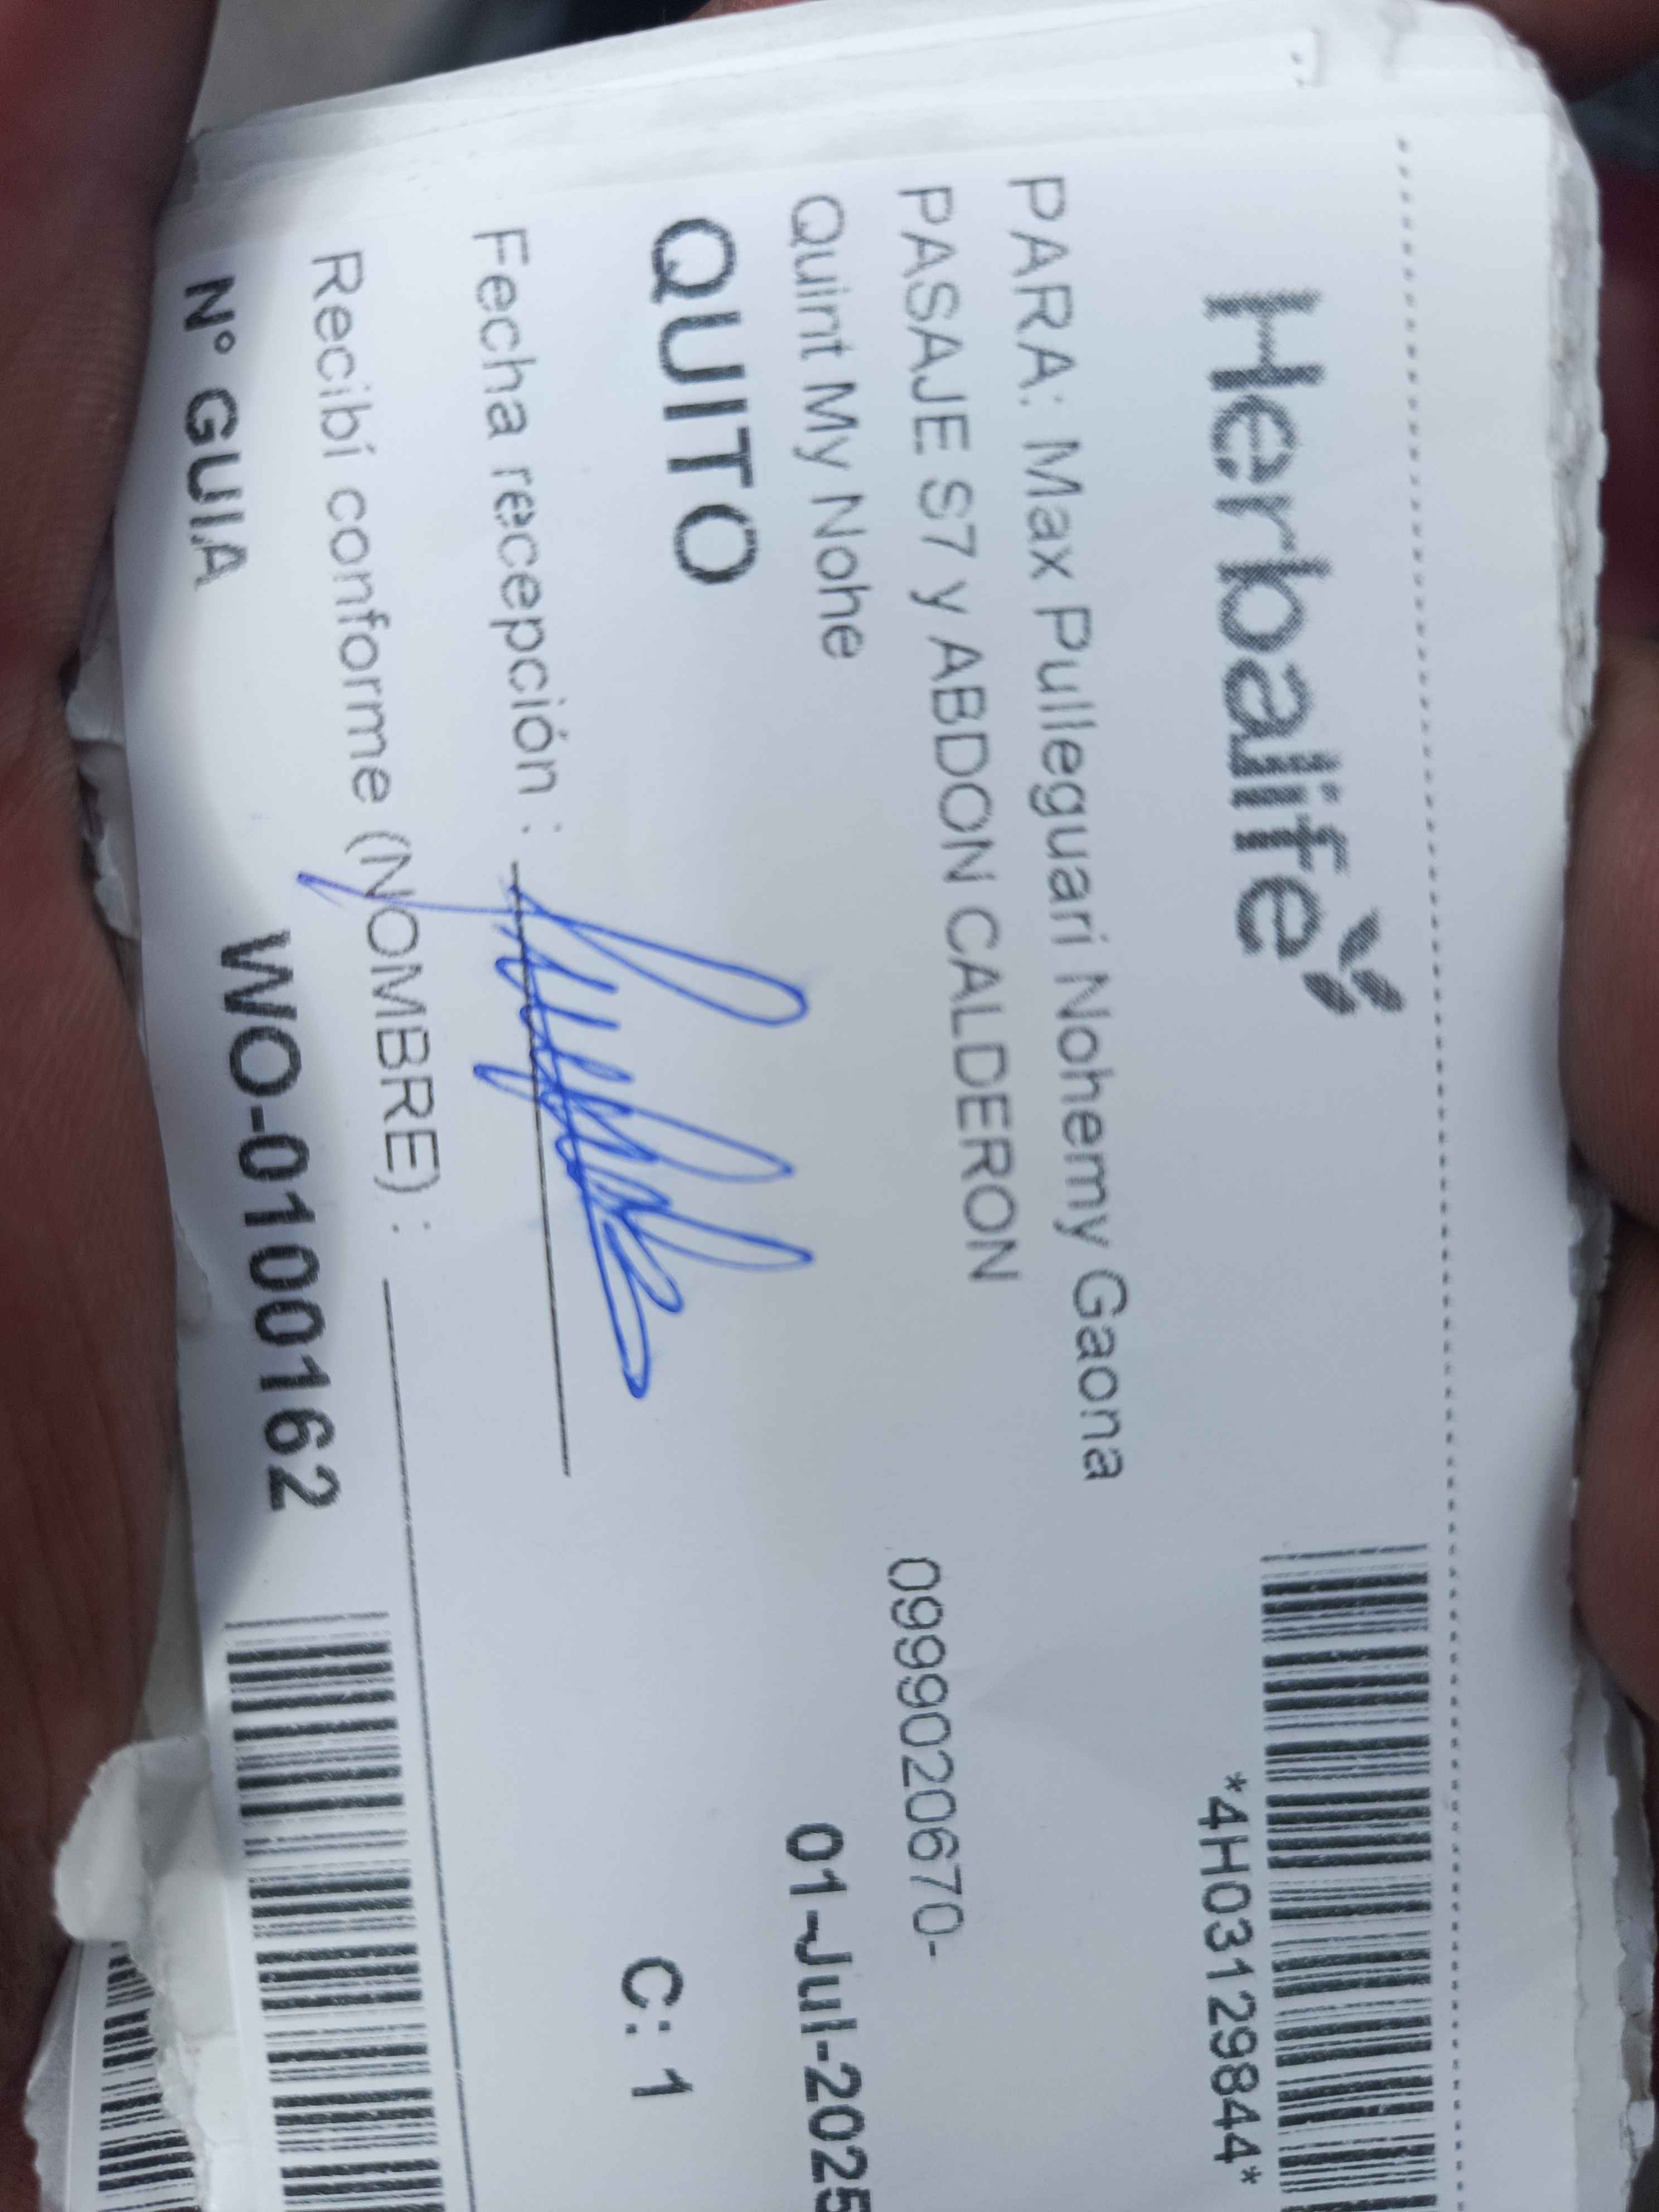 Herbalife
*4H03129844*
PARA: Max Pulleguari Nohemy Gaona
PASAJE S7 y ABDON CALDERON
0999020670-
Quint My Nohe
01-Jul-2025
QUITO
C: 1
Fecha recepción :
Recibí conforme (NOMBRE) :
N° GUIA WO-0100162